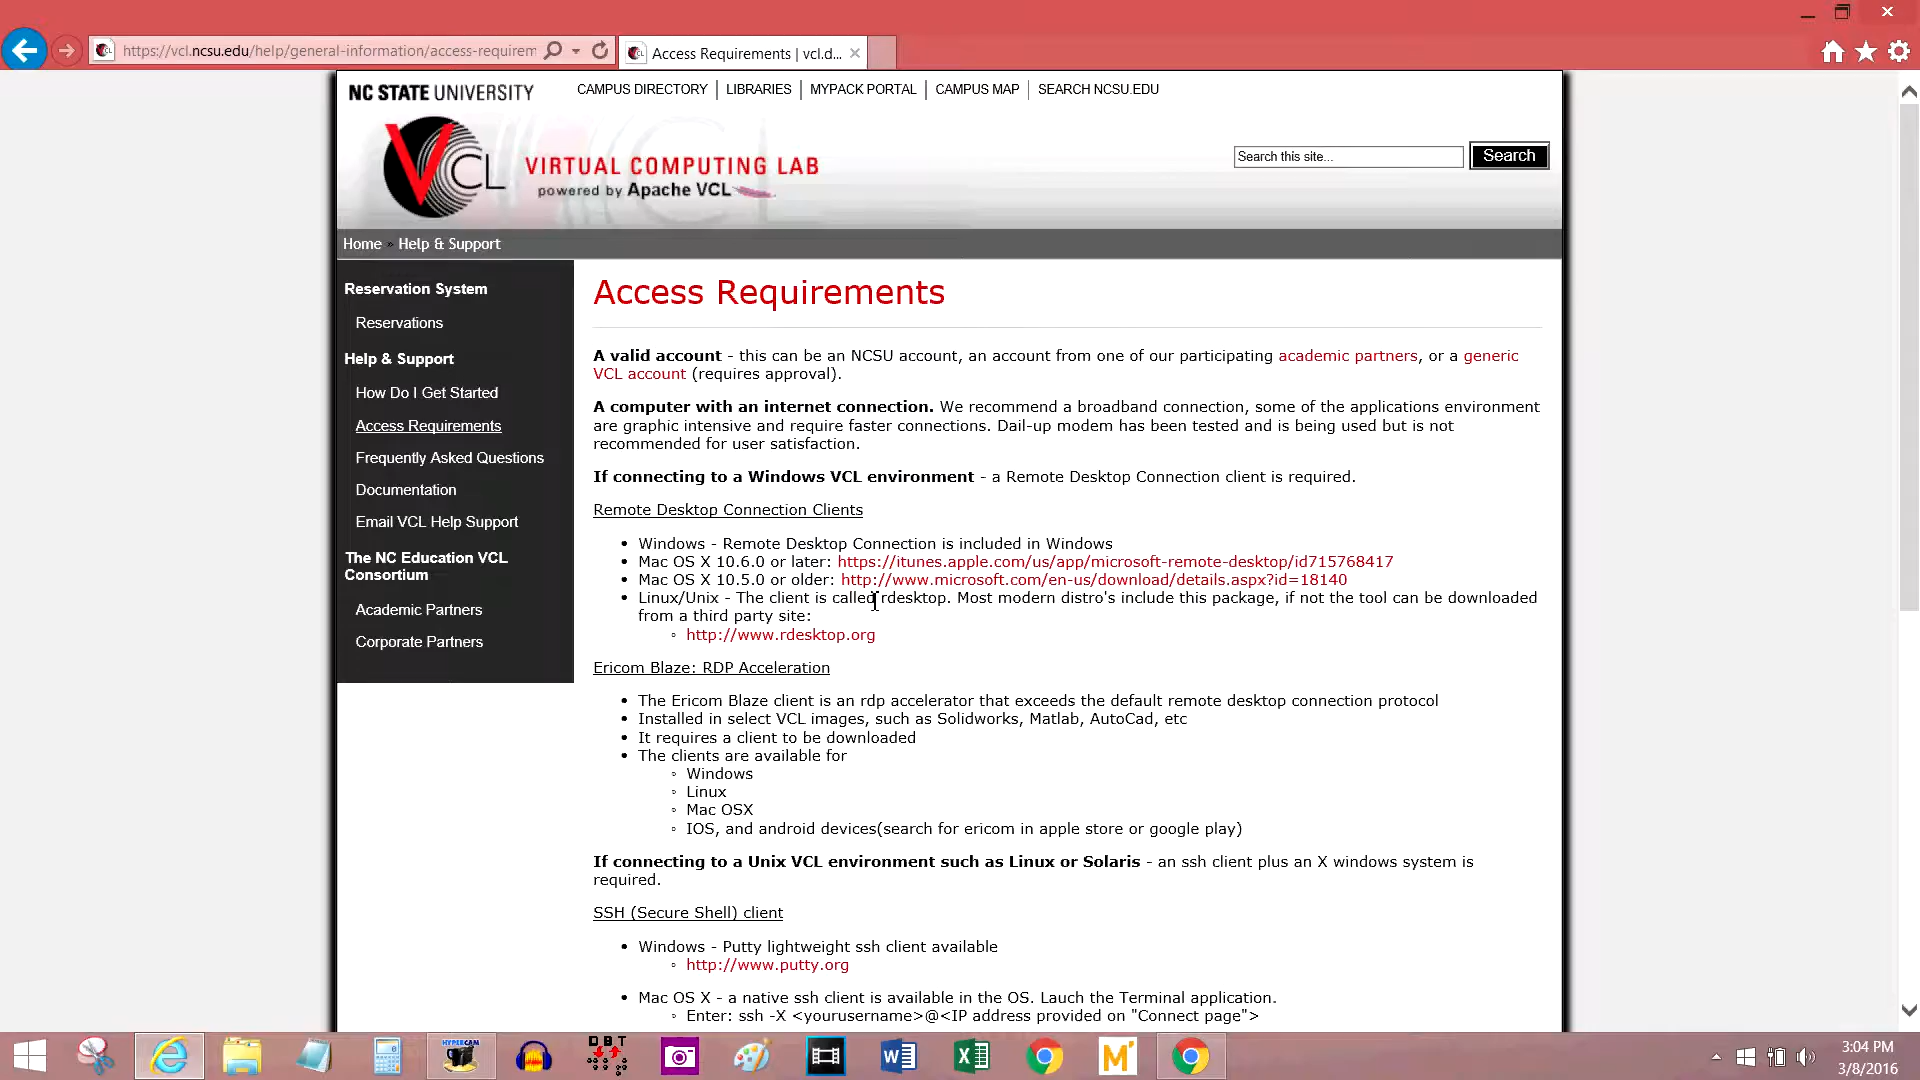 https://vcl.ncsu.edu/help/general-information/access-requirem
Access Requirements | vcl.d...
NC STATE UNIVERSITY
CAMPUS DIRECTORY
LIBRARIES
MYPACK PORTAL
CAMPUS MAP
SEARCH NCSU.EDU
VCL
VIRTUAL COMPUTING LAB
powered by Apache VCL
Search this site...
Search
Home » Help & Support
Reservation System
Reservations
Help & Support
How Do I Get Started
Access Requirements
Frequently Asked Questions
Documentation
Email VCL Help Support
The NC Education VCL
Consortium
Academic Partners
Corporate Partners
Access Requirements
A valid account - this can be an NCSU account, an account from one of our participating academic partners, or a generic
VCL account (requires approval).
A computer with an internet connection. We recommend a broadband connection, some of the applications environment
are graphic intensive and require faster connections. Dail-up modem has been tested and is being used but is not
recommended for user satisfaction.
If connecting to a Windows VCL environment - a Remote Desktop Connection client is required.
Remote Desktop Connection Clients
• Windows - Remote Desktop Connection is included in Windows
• Mac OS X 10.6.0 or later: https://itunes.apple.com/us/app/microsoft-remote-desktop/id715768417
• Mac OS X 10.5.0 or older: http://www.microsoft.com/en-us/download/details.aspx?id=18140
• Linux/Unix - The client is called rdesktop. Most modern distro's include this package, if not the tool can be downloaded
from a third party site:
◦ http://www.rdesktop.org
Ericom Blaze: RDP Acceleration
• The Ericom Blaze client is an rdp accelerator that exceeds the default remote desktop connection protocol
• Installed in select VCL images, such as Solidworks, Matlab, AutoCad, etc
• It requires a client to be downloaded
• The clients are available for
◦ Windows
◦ Linux
◦ Mac OSX
◦ IOS, and android devices(search for ericom in apple store or google play)
If connecting to a Unix VCL environment such as Linux or Solaris - an ssh client plus an X windows system is
required.
SSH (Secure Shell) client
• Windows - Putty lightweight ssh client available
◦ http://www.putty.org
• Mac OS X - a native ssh client is available in the OS. Lauch the Terminal application.
◦ Enter: ssh -X <yourusername>@<IP address provided on "Connect page">
HYPERCAM
DBT
3:04 PM
3/8/2016